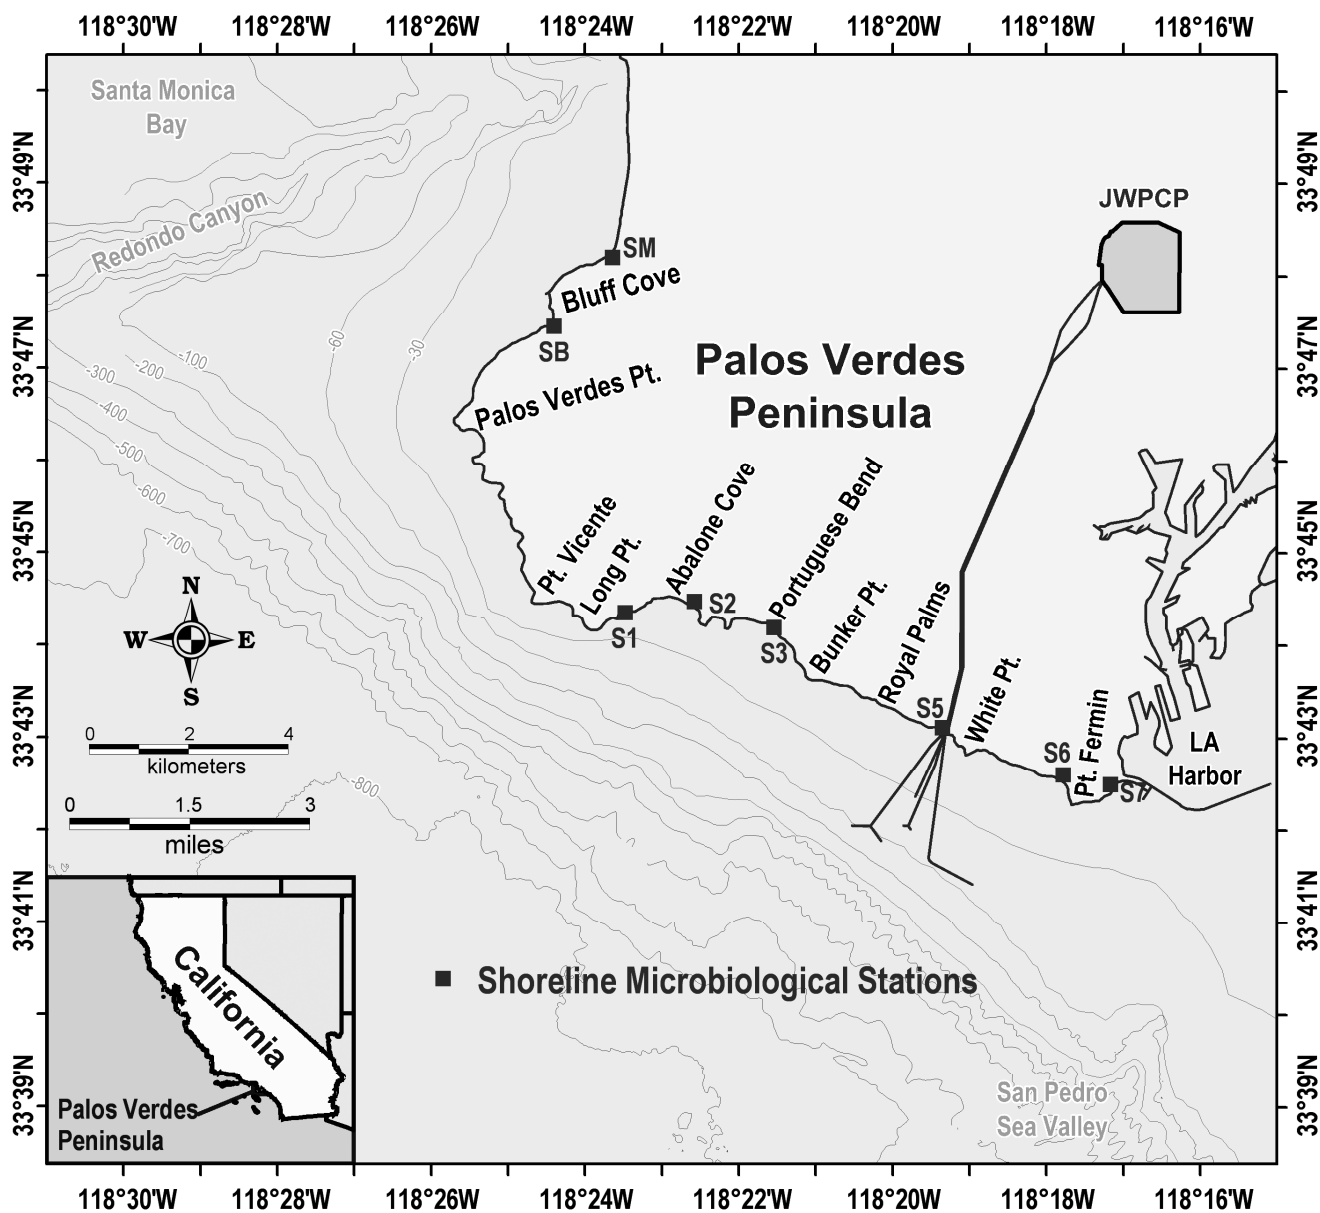 118°30'W 118°28'W 118°26'W 118°24'W 118°22'W 118°20'W 118°18'W 118°16'W
Santa Monica
Bay
33°49'N
33°49'N
JWPCP
Redondo Canyon
SM
Bluff Cove
SB
-60
-30
33°47'N
33°47'N
Palos Verdes
Peninsula
Palos Verdes Pt.
-100
-200
-300
-400
-500
-600
-700
33°45'N
33°45'N
Pt. Vicente
Long Pt.
Abalone Cove
Portuguese Bend
Bunker Pt.
Royal Palms
White Pt.
Pt. Fermin
S1
S2
S3
S5
S6
S7
LA
Harbor
N
W E
S
33°43'N
33°43'N
0 2 4
kilometers
0 1.5 3
miles
-800
33°41'N
33°41'N
California
Palos Verdes
Peninsula
Shoreline Microbiological Stations
33°39'N
33°39'N
San Pedro
Sea Valley
118°30'W 118°28'W 118°26'W 118°24'W 118°22'W 118°20'W 118°18'W 118°16'W